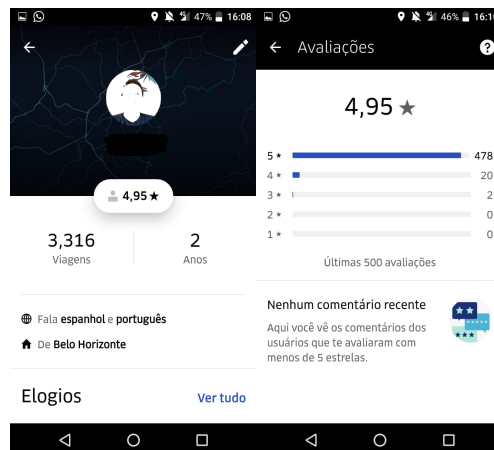 47% 16:08
4,95 ★
3,316
Viagens
2
Anos
Fala espanhol e português
De Belo Horizonte
Elogios
Ver tudo
46% 16:10
Avaliações
?
4,95 ★
5 ★ 478
4 ★ 20
3 ★ 2
2 ★ 0
1 ★ 0
Últimas 500 avaliações
Nenhum comentário recente
Aqui você vê os comentários dos
usuários que te avaliaram com
menos de 5 estrelas.